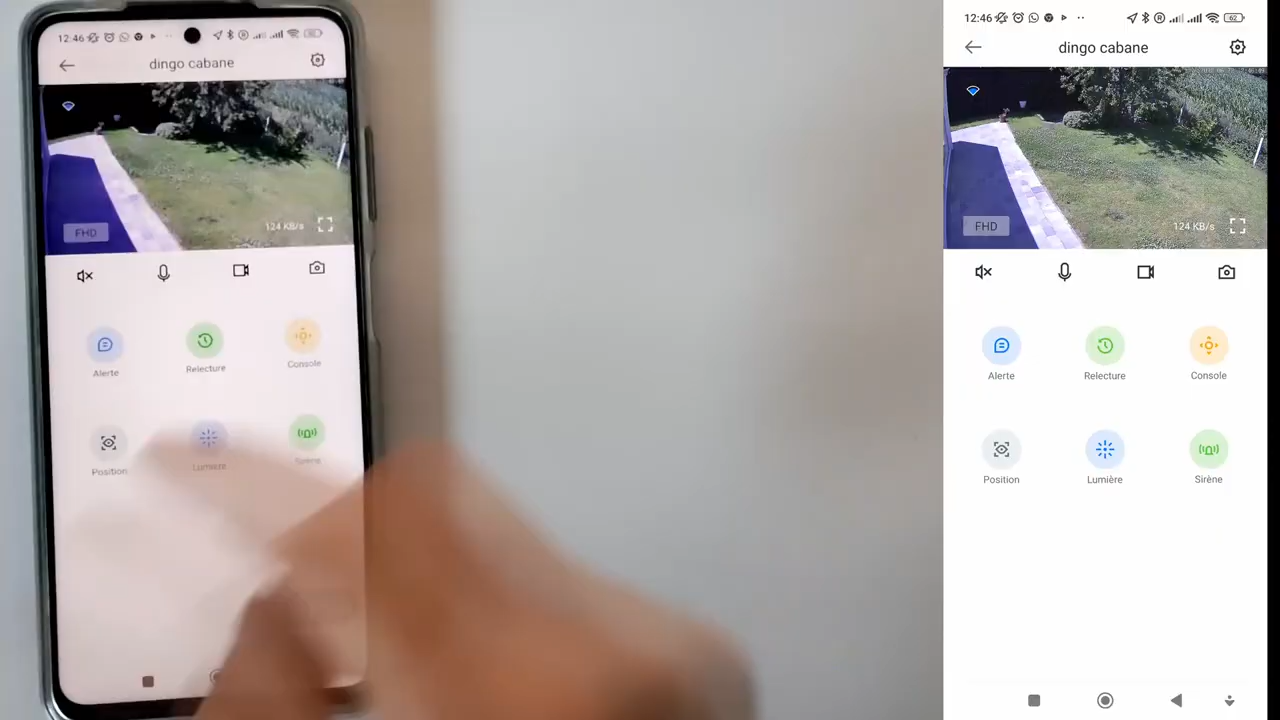 12:46
dingo cabane
FHD
124 KB/s
Alerte
Relecture
Console
Position
Lumière
Sirène
12:46
62
dingo cabane
FHD
124 KB/s
Alerte
Relecture
Console
Position
Lumière
Sirène